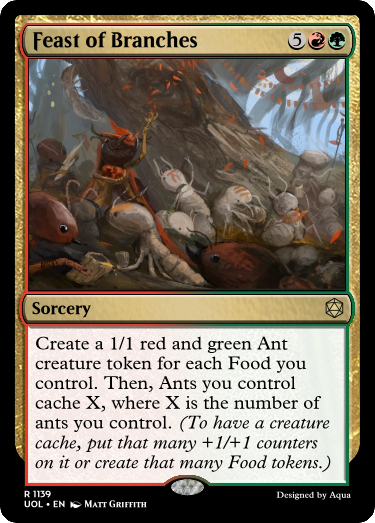 Feast of Branches 5
Sorcery
Create a 1/1 red and green Ant
creature token for each Food you
control. Then, Ants you control
cache X, where X is the number of
ants you control. (To have a creature
cache, put that many +1/+1 counters
on it or create that many Food tokens.)
R 1139
UOL • EN Matt Griffith
Designed by Aqua